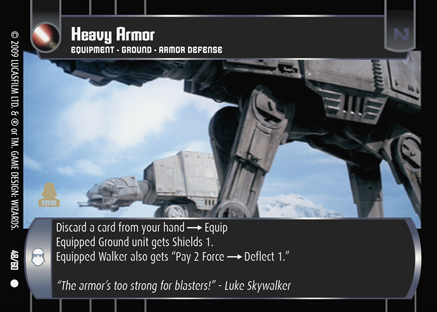 Heavy Armor
EQUIPMENT - GROUND - ARMOR DEFENSE
N
© 2009 LUCASFILM LTD. & ® or TM. GAME DESIGN: WIZARDS.
100
Discard a card from your hand → Equip
Equipped Ground unit gets Shields 1.
Equipped Walker also gets “Pay 2 Force → Deflect 1.”
“The armor’s too strong for blasters!” - Luke Skywalker